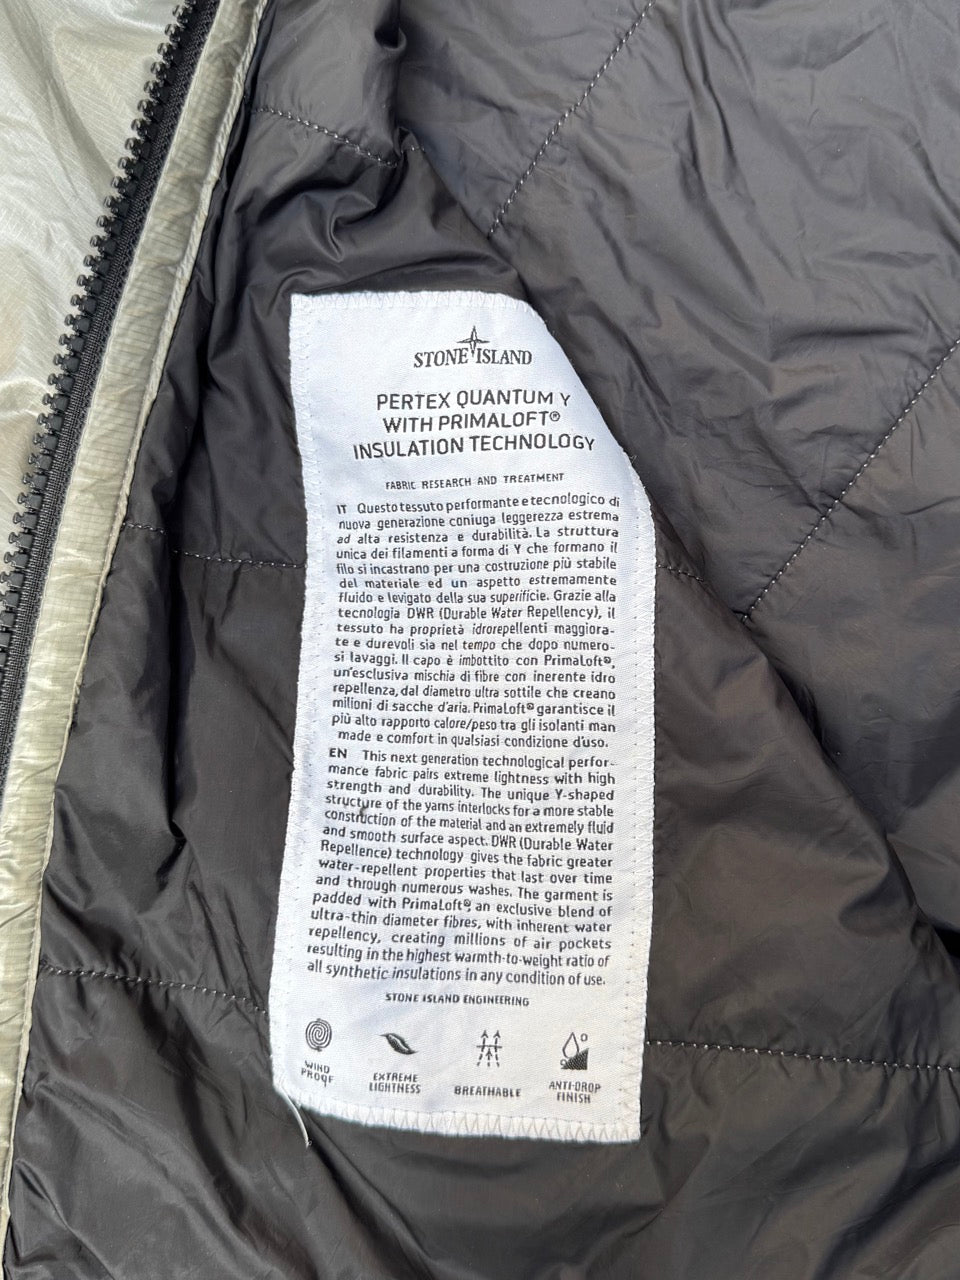 STONE ISLAND
PERTEX QUANTUM Y
WITH PRIMALOFT®
INSULATION TECHNOLOGY
FABRIC RESEARCH AND TREATMENT
IT Questo tessuto performante e tecnologico di
nuova generazione coniuga leggerezza estrema
ad alta resistenza e durabilità. La struttura
unica dei filamenti a forma di Y che formano il
filo si incastrano per una costruzione più stabile
del materiale ed un aspetto estremamente
fluido e levigato della sua superificie. Grazie alla
tecnologia DWR (Durable Water Repellency), il
tessuto ha proprietà idrorepellenti maggiora-
te e durevoli sia nel tempo che dopo numero-
si lavaggi. Il capo è imbottito con PrimaLoft®,
un'esclusiva mischia di fibre con inerente idro
repellenza, dal diametro ultra sottile che creano
milioni di sacche d'aria. PrimaLoft® garantisce il
più alto rapporto calore/peso tra gli isolanti man
made e comfort in qualsiasi condizione d'uso.
EN This next generation technological perfor-
mance fabric pairs extreme lightness with high
strength and durability. The unique Y-shaped
structure of the yarns interlocks for a more stable
construction of the material and an extremely fluid
and smooth surface aspect. DWR (Durable Water
Repellence) technology gives the fabric greater
water-repellent properties that last over time
and through numerous washes. The garment is
padded with PrimaLoft®, an exclusive blend of
ultra-thin diameter fibres, with inherent water
repellency, creating millions of air pockets
resulting in the highest warmth-to-weight ratio of
all synthetic insulations in any condition of use.
STONE ISLAND ENGINEERING
WIND
PROOF
EXTREME
LIGHTNESS
BREATHABLE
ANTI-DROP
FINISH